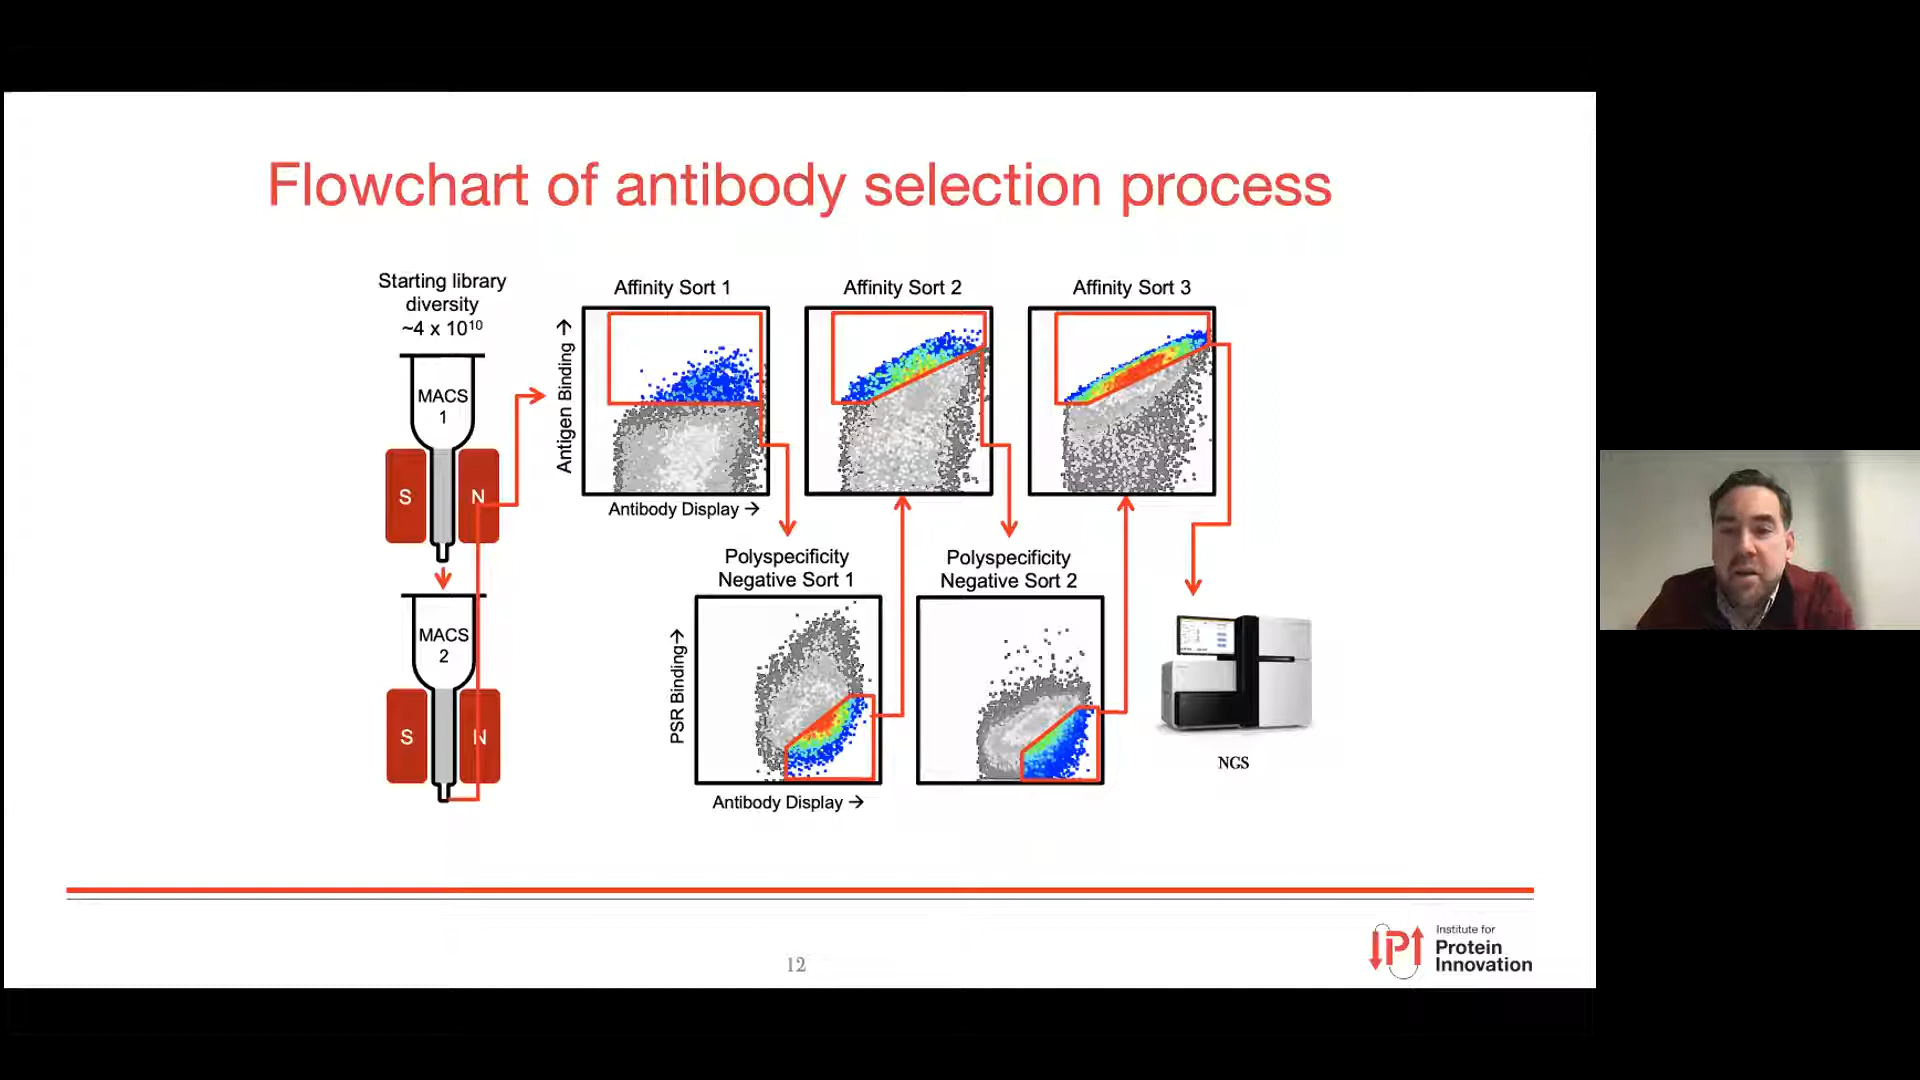 Flowchart of antibody selection process
Starting library
diversity
~4 x 10¹⁰
MACS
1
S
N
MACS
2
S
N
Affinity Sort 1
Affinity Sort 2
Affinity Sort 3
Antigen Binding →
Antibody Display →
Polyspecificity
Negative Sort 1
Polyspecificity
Negative Sort 2
PSR Binding→
Antibody Display →
NGS
12
IPI
Institute for
Protein
Innovation